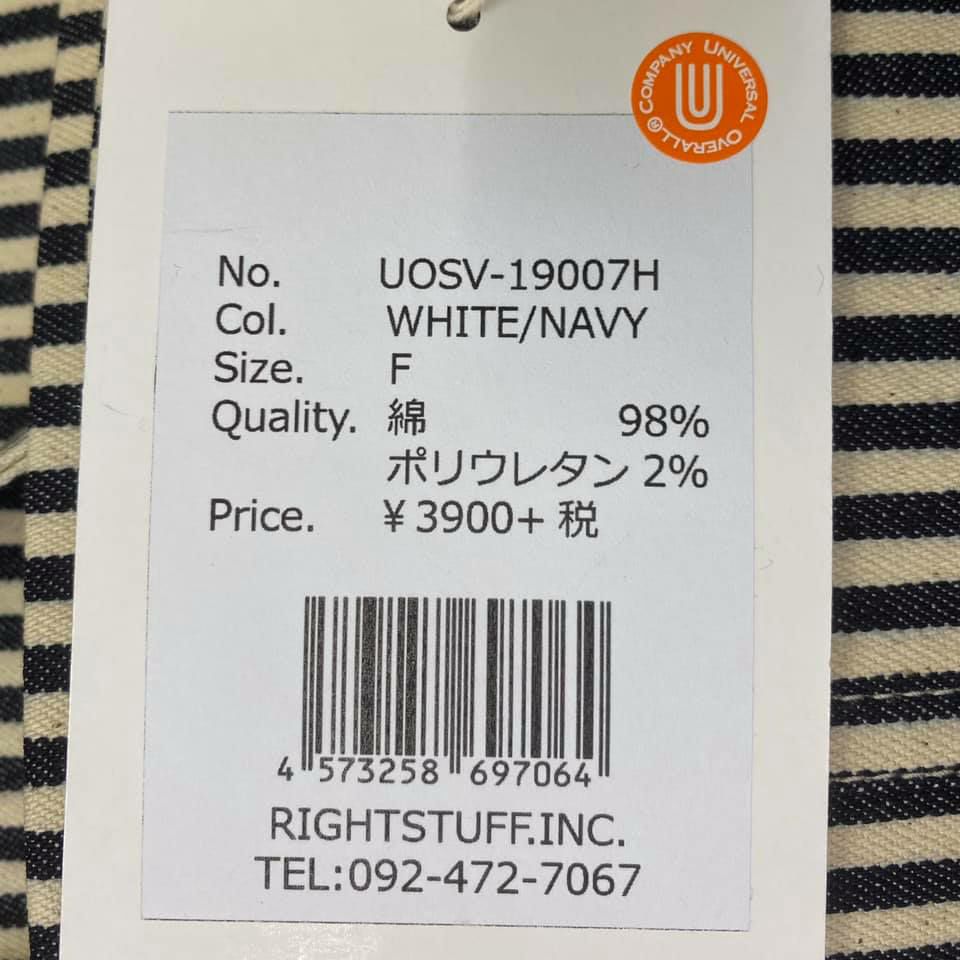 COMPANY UNIVERSAL OVERALL®
U
No. UOSV-19007H
Col. WHITE/NAVY
Size. F
Quality. 綿 98%
ポリウレタン 2%
Price. ¥3900+税
4 573258 697064
RIGHTSTUFF.INC.
TEL:092-472-7067